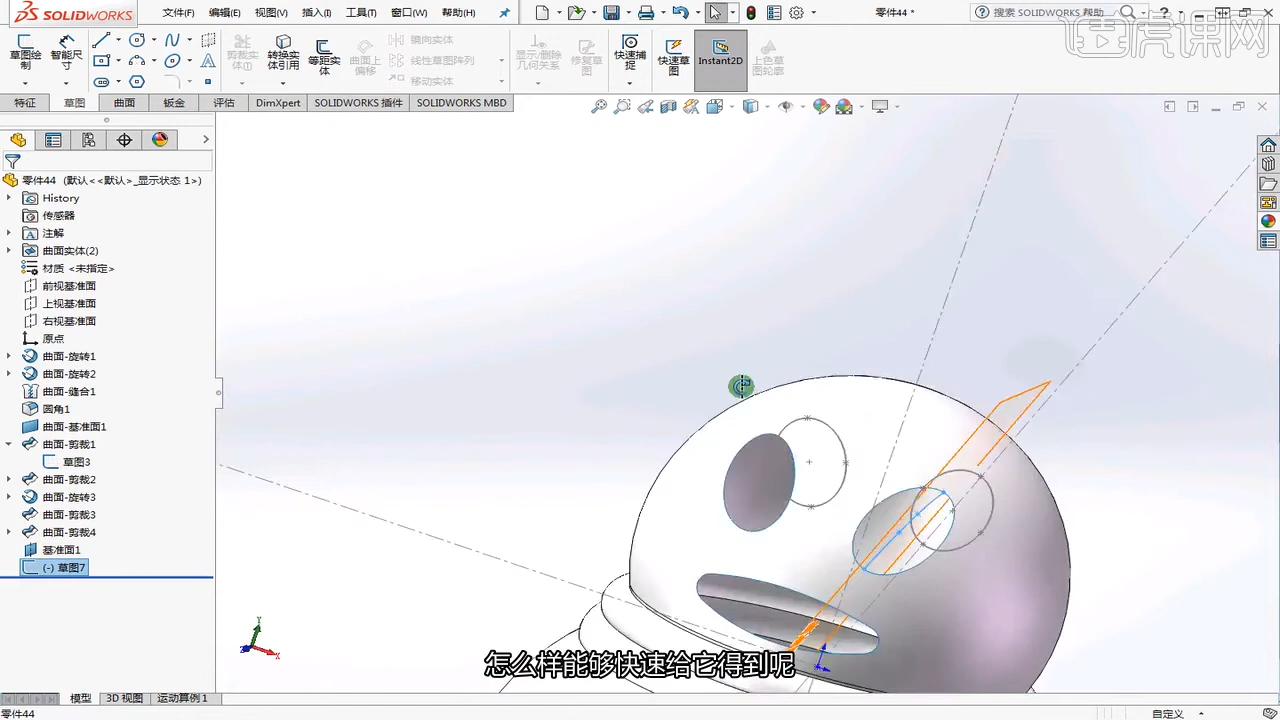 SOLIDWORKS
文件(F) 编辑(E) 视图(V) 插入(I) 工具(T) 窗口(W) 帮助(H)
零件44 *
搜索 SOLIDWORKS 帮助
虎课网
草图绘制
智能尺寸
剪裁实体(T)
转换实体引用
等距实体
曲面上偏移
镜向实体
线性草图阵列
移动实体
显示/删除几何关系
修复草图
快速捕捉
快速草图
Instant2D
上色草图轮廓
特征 草图 曲面 钣金 评估 DimXpert SOLIDWORKS 插件 SOLIDWORKS MBD
零件44 (默认<<默认>_显示状态 1>)
History
传感器
注解
曲面实体(2)
材质 <未指定>
前视基准面
上视基准面
右视基准面
原点
曲面-旋转1
曲面-旋转2
曲面-缝合1
圆角1
曲面-基准面1
曲面-剪裁1
草图3
曲面-剪裁2
曲面-旋转3
曲面-剪裁3
曲面-剪裁4
基准面1
(-) 草图7
Y
X
Z
怎么样能够快速给它得到呢
模型 3D 视图 运动算例 1
零件44
自定义